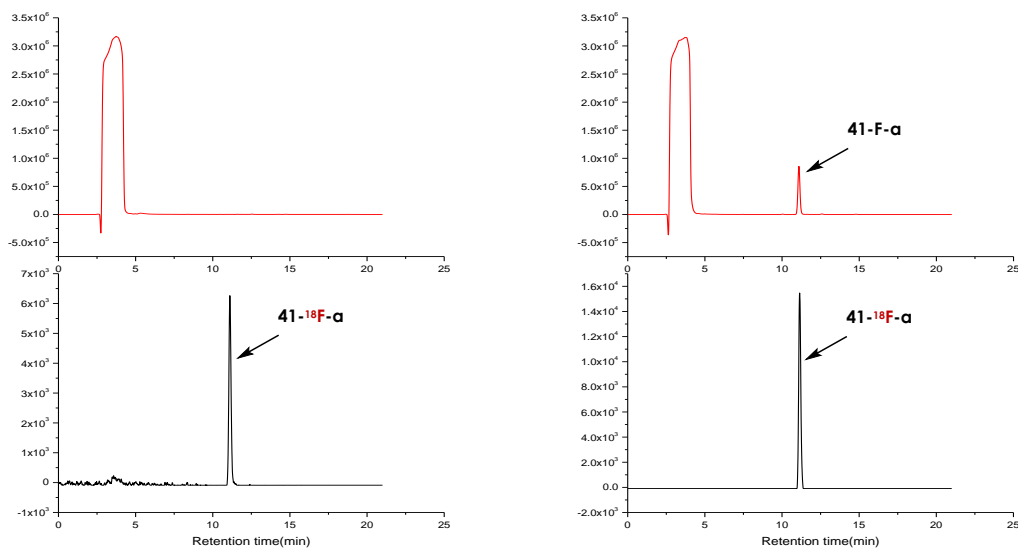 3.5x10⁶
3.0x10⁶
2.5x10⁶
2.0x10⁶
1.5x10⁶
1.0x10⁶
5.0x10⁵
0.0
-5.0x10⁵
0 5 10 15 20 25
3.5x10⁶
3.0x10⁶
2.5x10⁶
2.0x10⁶
1.5x10⁶
1.0x10⁶
5.0x10⁵
0.0
-5.0x10⁵
41-F-a
0 5 10 15 20 25
7x10³
6x10³
5x10³
4x10³
3x10³
2x10³
1x10³
0
-1x10³
41-¹⁸F-a
0 5 10 15 20 25
Retention time(min)
1.6x10⁴
1.4x10⁴
1.2x10⁴
1.0x10⁴
8.0x10³
6.0x10³
4.0x10³
2.0x10³
0.0
-2.0x10³
41-¹⁸F-a
0 5 10 15 20 25
Retention time(min)